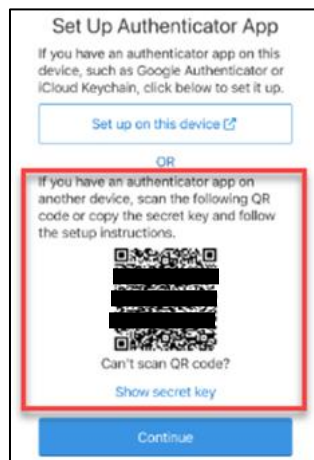 Set Up Authenticator App
If you have an authenticator app on this
device, such as Google Authenticator or
iCloud Keychain, click below to set it up.
Set up on this device
OR
If you have an authenticator app on
another device, scan the following QR
code or copy the secret key and follow
the setup instructions.
Can't scan QR code?
Show secret key
Continue